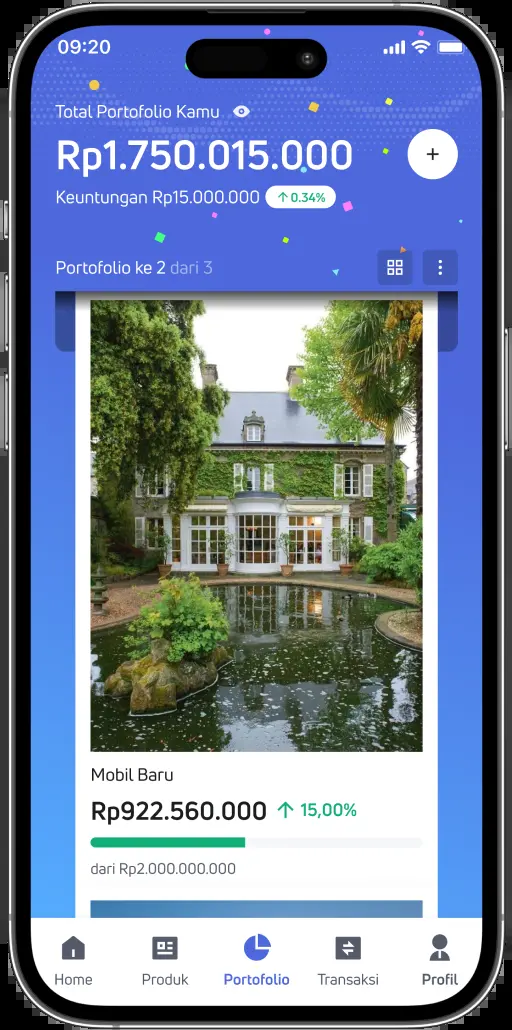 09:20
Total Portofolio Kamu
Rp1.750.015.000
+
Keuntungan Rp15.000.000 ↑ 0.34%
Portofolio ke 2 dari 3
Mobil Baru
Rp922.560.000 ↑ 15,00%
dari Rp2.000.000.000
Home Produk Portofolio Transaksi Profil